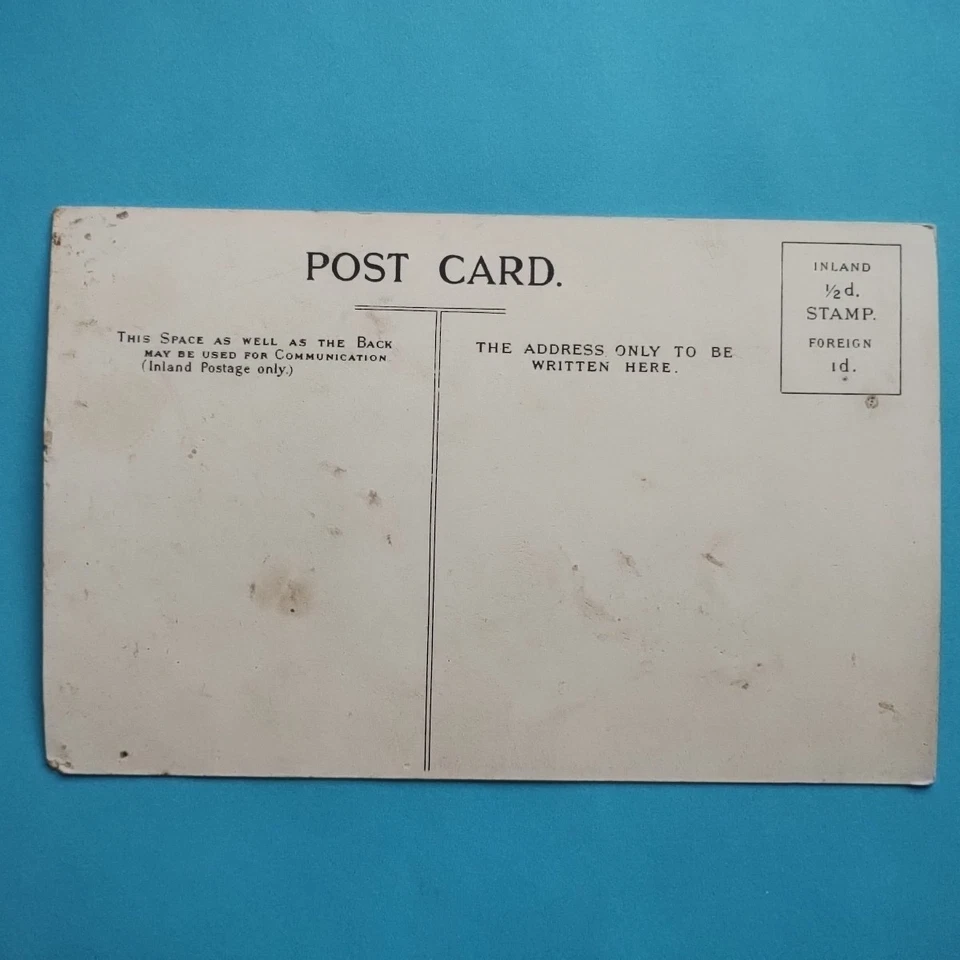 POST CARD.
THIS SPACE AS WELL AS THE BACK
MAY BE USED FOR COMMUNICATION.
(Inland Postage only.)
THE ADDRESS ONLY TO BE
WRITTEN HERE.
INLAND
½d.
STAMP.
FOREIGN
1d.